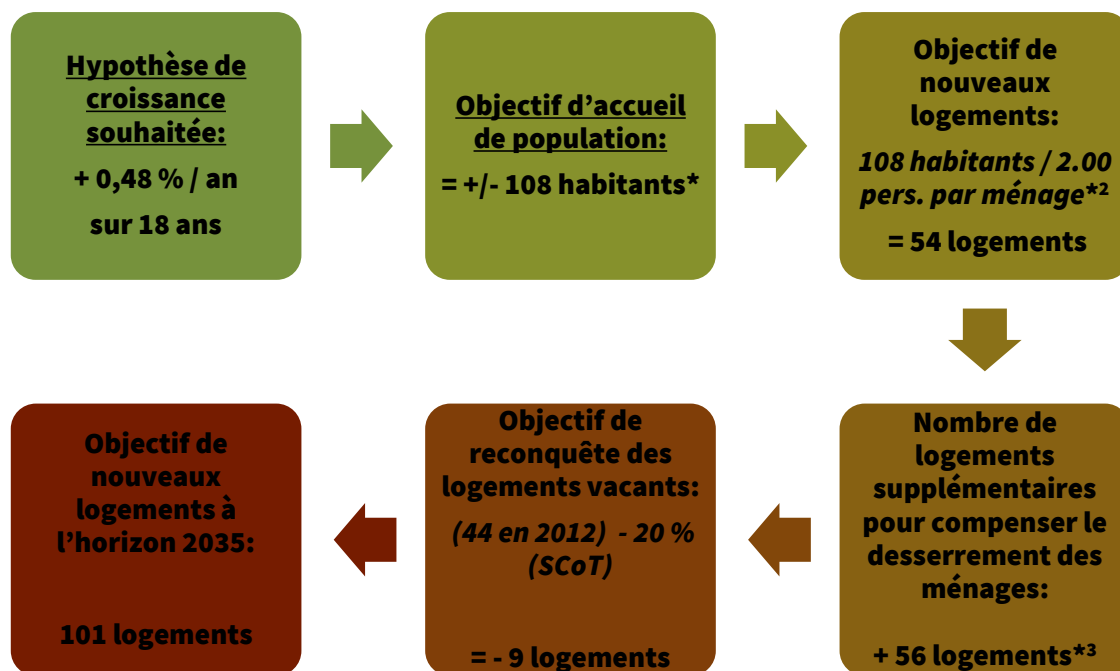 Hypothèse de
croissance
souhaitée:
+ 0,48 % / an
sur 18 ans
Objectif d’accueil
de population:
= +/- 108 habitants*
Objectif de
nouveaux
logements:
108 habitants / 2.00
pers. par ménage*2
= 54 logements
Nombre de
logements
supplémentaires
pour compenser le
desserrement des
ménages:
+ 56 logements*3
Objectif de
reconquête des
logements vacants:
(44 en 2012) - 20 %
(SCoT)
= - 9 logements
Objectif de
nouveaux
logements à
l’horizon 2035:
101 logements